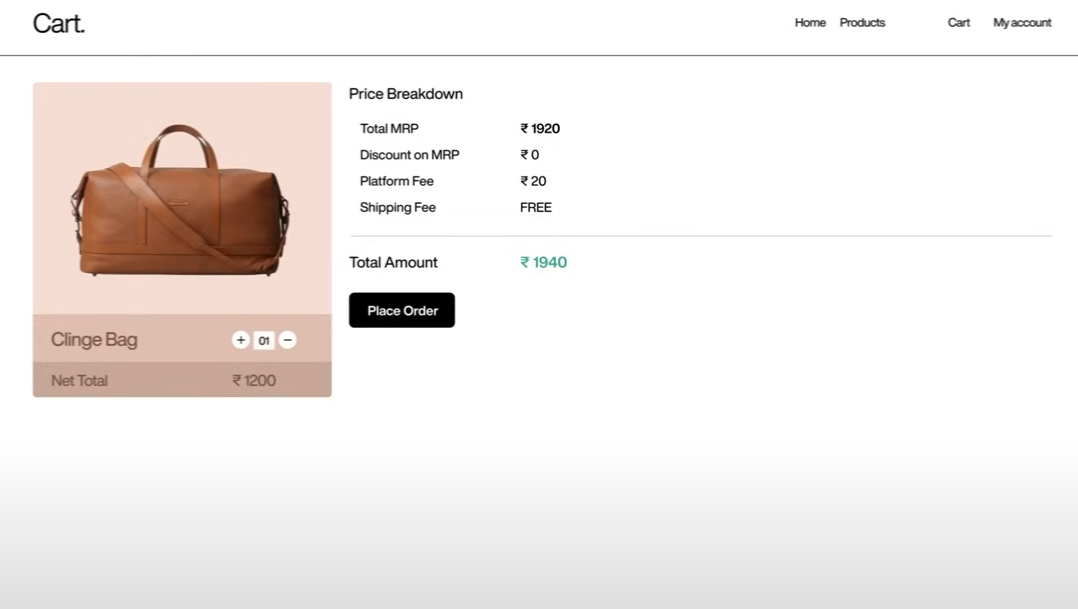 Cart.
Home Products Cart My account
Price Breakdown
Total MRP ₹ 1920
Discount on MRP ₹ 0
Platform Fee ₹ 20
Shipping Fee FREE
Total Amount ₹ 1940
Place Order
Clinge Bag + 01 −
Net Total ₹ 1200